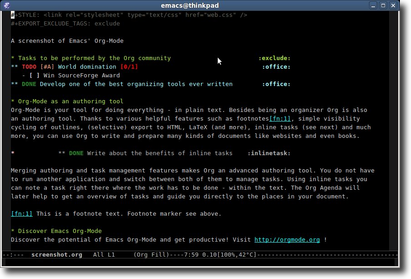 emacs@thinkpad
#+STYLE: <link rel="stylesheet" type="text/css" href="web.css" />
#+EXPORT_EXCLUDE_TAGS: exclude
A screenshot of Emacs' Org-Mode
* Tasks to be performed by the Org community :exclude:
** TODO [#A] World domination [0/1] :office:
- [ ] Win SourceForge Award
** DONE Develop one of the best organizing tools ever written :office:
* Org-Mode as an authoring tool
Org-Mode is your tool for doing everything - in plain text. Besides being an organizer Org is also
an authoring tool. Thanks to various helpful features such as footnotes[fn:1], simple visibility
cycling of outlines, (selective) export to HTML, LaTeX (and more), inline tasks (see next) and much
more, you can use Org to write and prepare many kinds of documents like websites and even books.
* ** DONE Write about the benefits of inline tasks :inlinetask:
Merging authoring and task management features makes Org an advanced authoring tool. You do not have
to run another application and switch between both of them to manage tasks. Using inline tasks you
can note a task right there where the work has to be done - within the text. The Org Agenda will
later help to get an overview of tasks and guide you directly to the places in your document.
[fn:1] This is a footnote text. Footnote marker see above.
* Discover Emacs Org-Mode
Discover the potential of Emacs Org-Mode and get productive! Visit http://orgmode.org !
--:--- screenshot.org All L1 (Org Fill)----7:59 0.10[100%,42°C]